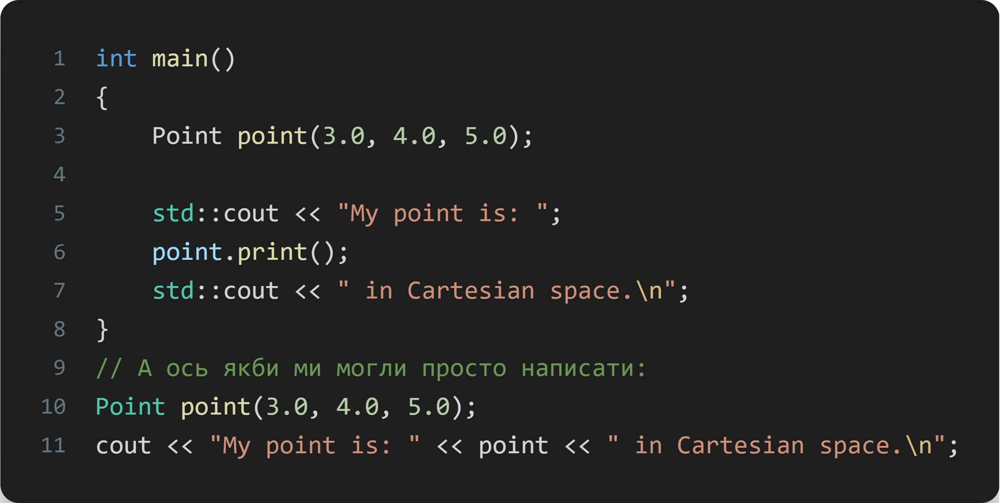 1 int main()
2 {
3     Point point(3.0, 4.0, 5.0);
4
5     std::cout << "My point is: ";
6     point.print();
7     std::cout << " in Cartesian space.\n";
8 }
9 // А ось якби ми могли просто написати:
10 Point point(3.0, 4.0, 5.0);
11 cout << "My point is: " << point << " in Cartesian space.\n";